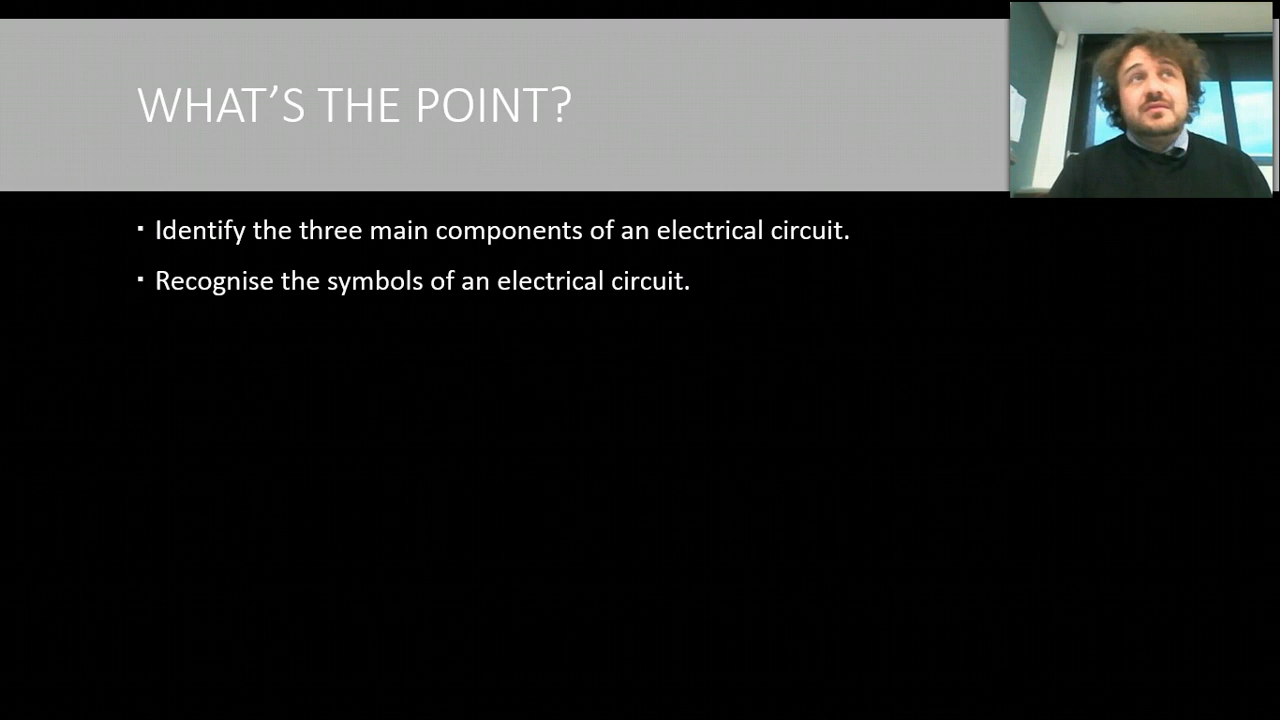 WHAT’S THE POINT?
▪ Identify the three main components of an electrical circuit.
▪ Recognise the symbols of an electrical circuit.